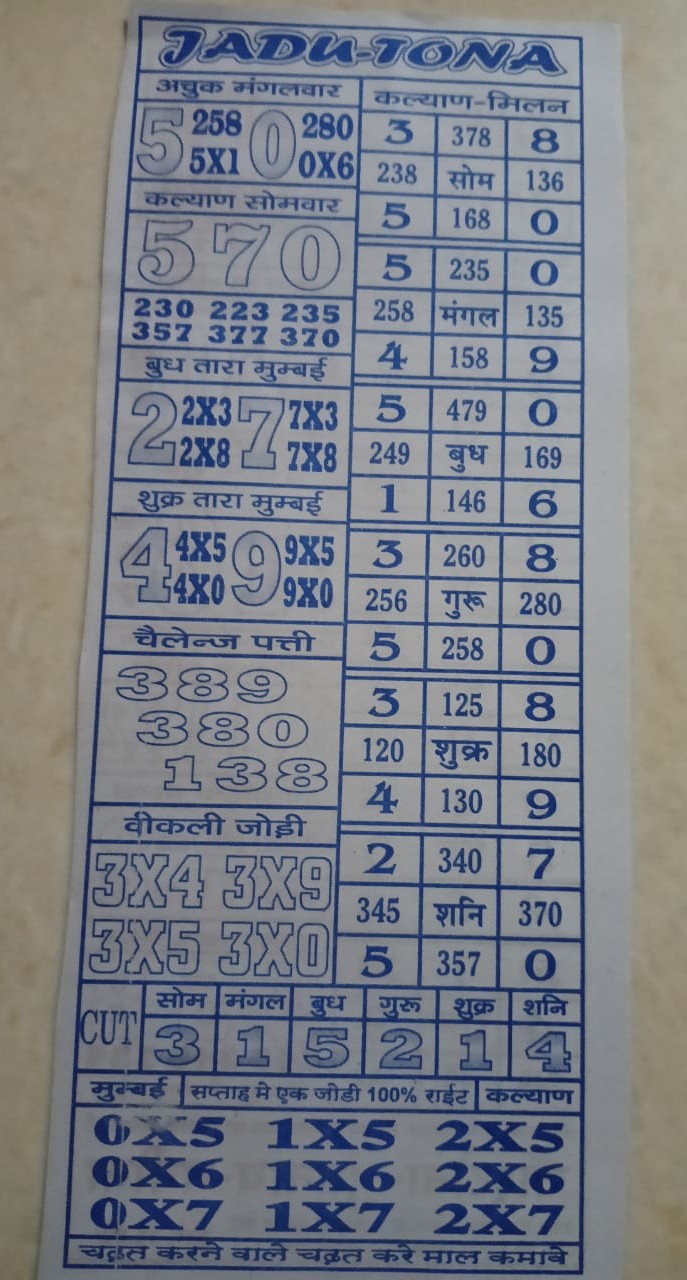 JADU-TONA
अचुक मंगलवार
5 258 0 280
5X1 0X6
कल्याण सोमवार
5 7 0
230 223 235
357 377 370
बुध तारा मुम्बई
2 2X3 7 7X3
2X8 7X8
शुक्र तारा मुम्बई
4 4X5 9 9X5
4X0 9X0
चैलेन्ज पत्ती
389
380
138
वीकली जोड़ी
3X4 3X9
3X5 3X0
कल्याण-मिलन
3 378 8
238 सोम 136
5 168 0
5 235 0
258 मंगल 135
4 158 9
5 479 0
249 बुध 169
1 146 6
3 260 8
256 गुरू 280
5 258 0
3 125 8
120 शुक्र 180
4 130 9
2 340 7
345 शनि 370
5 357 0
CUT सोम मंगल बुध गुरू शुक्र शनि
3 1 5 2 1 4
मुम्बई सप्ताह मे एक जोडी 100% राईट कल्याण
0X5 1X5 2X5
0X6 1X6 2X6
0X7 1X7 2X7
चढ़त करने वाले चढ़त करे माल कमावे